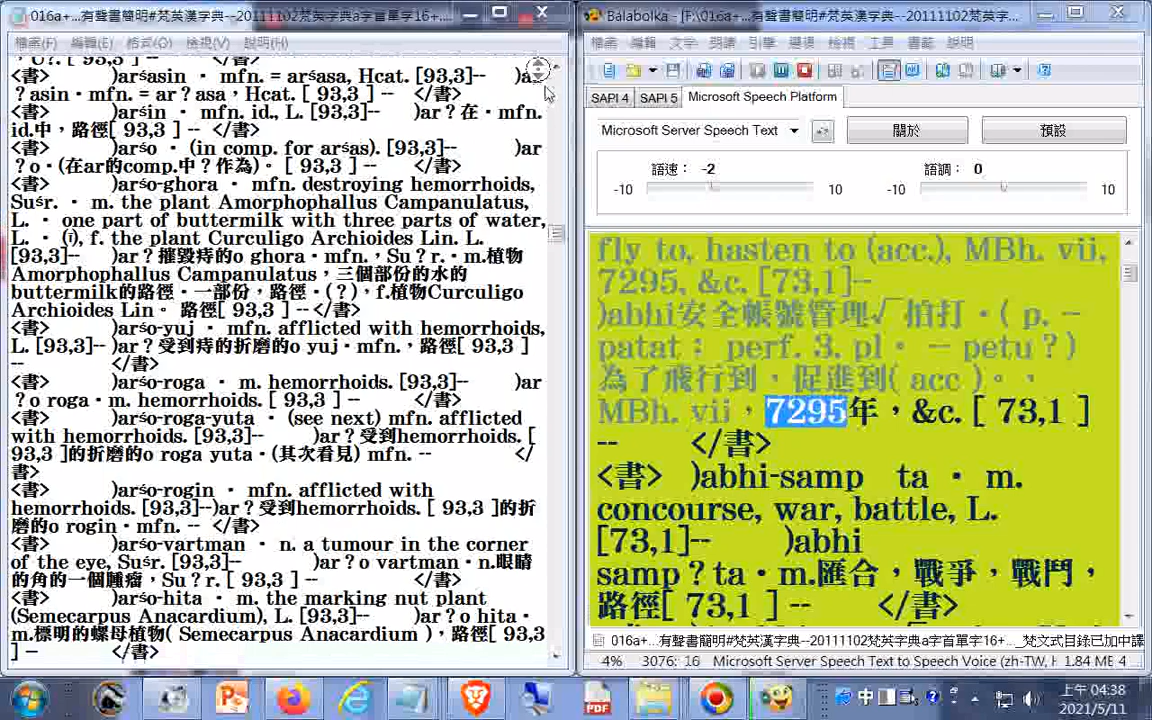 016a+...有聲書簡明#梵英漢字典--20111102梵英字典a字首單字16+...
檔案(F) 編輯(E) 格式(O) 檢視(V) 說明(H)
<書> )arśasin · mfn. = arśasa, Hcat. [93,3]-- )ar
?asin · mfn. = ar?asa，Hcat. [ 93,3 ] -- </書>
<書> )arśin · mfn. id., L. [93,3]-- )ar？在 · mfn.
id.中，路徑[ 93,3 ] -- </書>
<書> )arśo · (in comp. for arśas). [93,3]-- )ar
?o · (在ar的comp.中？作為)。[ 93,3 ] -- </書>
<書> )arśo-ghora · mfn. destroying hemorrhoids,
Suśr. · m. the plant Amorphophallus Campanulatus,
L. · one part of buttermilk with three parts of water,
L. · (ī), f. the plant Curculigo Archioides Lin. L.
[93,3]-- )ar？摧毀痔的o ghora · mfn.，Su？r. · m.植物
Amorphophallus Campanulatus，三個部份的水的
buttermilk的路徑 · 一部份，路徑 · (？)，f.植物Curculigo
Archioides Lin。 路徑[ 93,3 ] -- </書>
<書> )arśo-yuj · mfn. afflicted with hemorrhoids,
L. [93,3]-- )ar？受到痔的折磨的o yuj · mfn.，路徑[ 93,3 ]
-- </書>
<書> )arśo-roga · m. hemorrhoids. [93,3]-- )ar
?o roga · m. hemorrhoids. [ 93,3 ] -- </書>
<書> )arśo-roga-yuta · (see next) mfn. afflicted
with hemorrhoids. [93,3]-- )ar？受到hemorrhoids. [
93,3 ]的折磨的o roga yuta · (其次看見) mfn. -- </
書>
<書> )arśo-rogin · mfn. afflicted with
hemorrhoids. [93,3]-- )ar？受到hemorrhoids. [ 93,3 ]的折
磨的o rogin · mfn. -- </書>
<書> )arśo-vartman · n. a tumour in the corner
of the eye, Suśr. [93,3]-- )ar？o vartman · n.眼睛
的角的一個腫瘤，Su？r. [ 93,3 ] -- </書>
<書> )arśo-hita · m. the marking nut plant
(Semecarpus Anacardium), L. [93,3]-- )ar？o hita ·
m.標明的螺母植物( Semecarpus Anacardium )，路徑[ 93,3
] -- </書>
Balabolka - [F:\016a+...有聲書簡明#梵英漢字典--20111102梵英字...
檔案 編輯 文字 朗讀 引擎 選項 檢視 工具 書籤 說明
SAPI 4 SAPI 5 Microsoft Speech Platform
Microsoft Server Speech Text 關於 預設
語速： -2 語調： 0
-10 10 -10 10
fly to, hasten to (acc.), MBh. vii,
7295, &c. [73,1]--
)abhi安全帳號管理√拍打 · ( p. –
patat： perf. 3. pl · – petu？)
為了飛行到，促進到( acc )。，
MBh. vii，7295年，&c. [ 73,1 ]
-- </書>
<書> )abhi-samp ta · m.
concourse, war, battle, L.
[73,1]-- )abhi
samp？ta · m.匯合，戰爭，戰鬥，
路徑[ 73,1 ] -- </書>
016a+...有聲書簡明#梵英漢字典--20111102梵英字典a字首單字16+..._梵文式目錄已加中譯
4% 3076: 16 Microsoft Server Speech Text to Speech Voice (zh-TW, H 1.84 MB 4
中
上午 04:38
2021/5/11